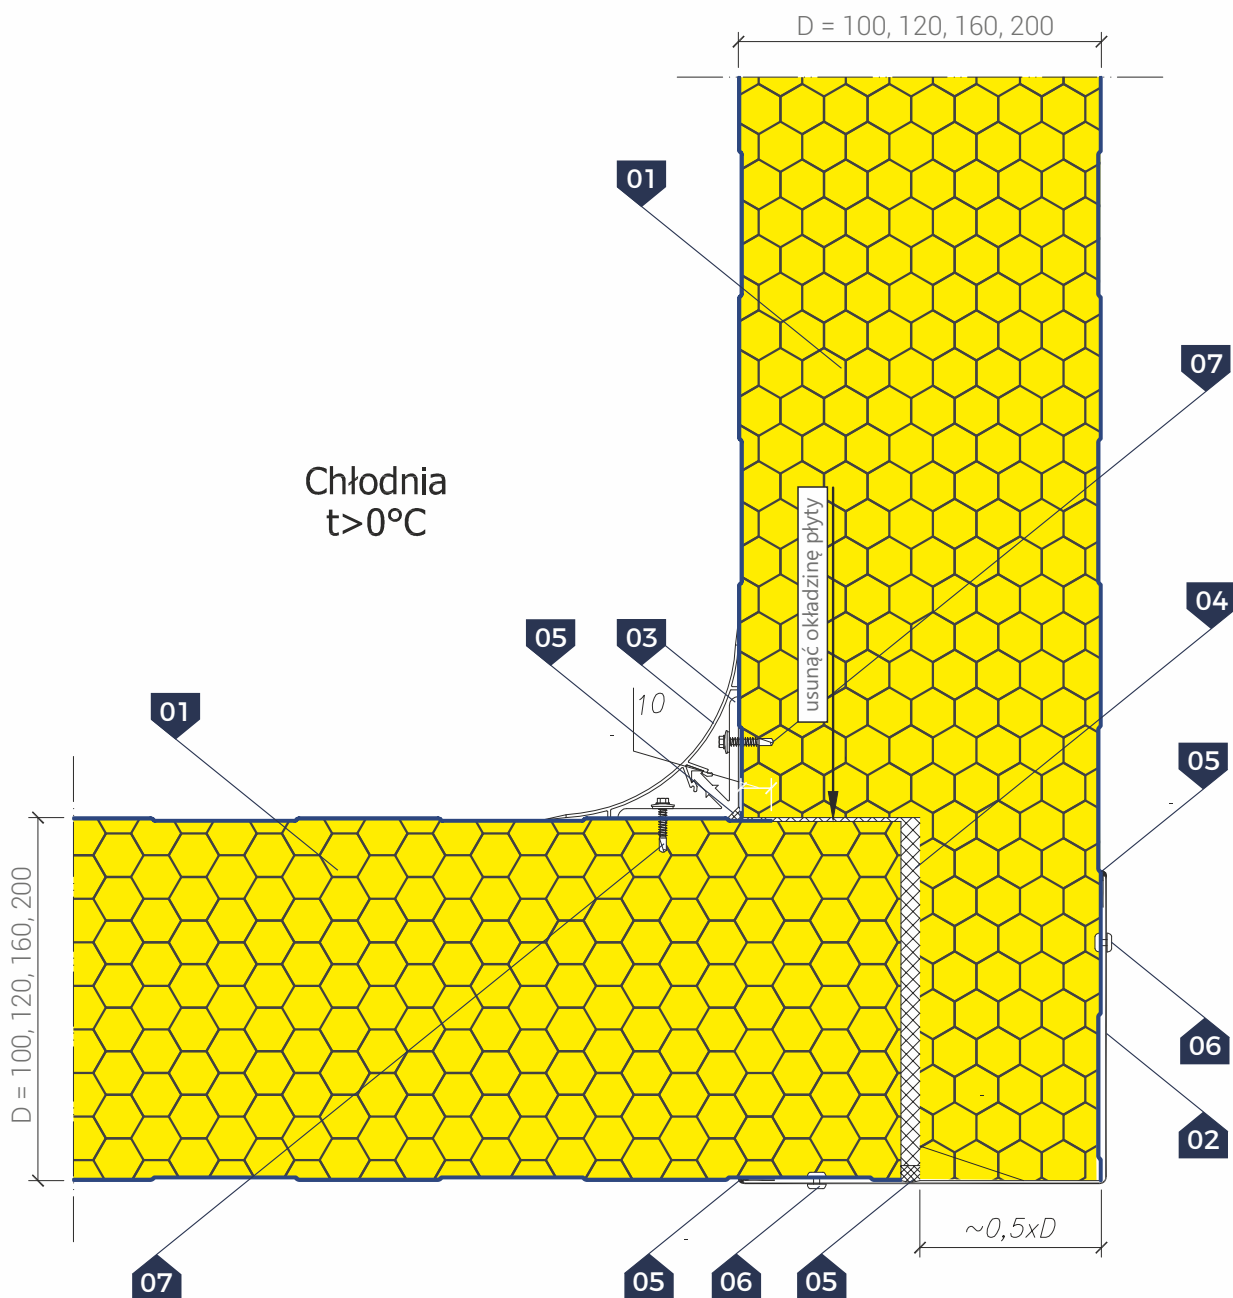 D = 100, 120, 160, 200
01
07
Chłodnia
t>0°C
usunąć okładzinę płyty
04
05
03
10
01
05
D = 100, 120, 160, 200
06
02
~0,5xD
07
05
06
05